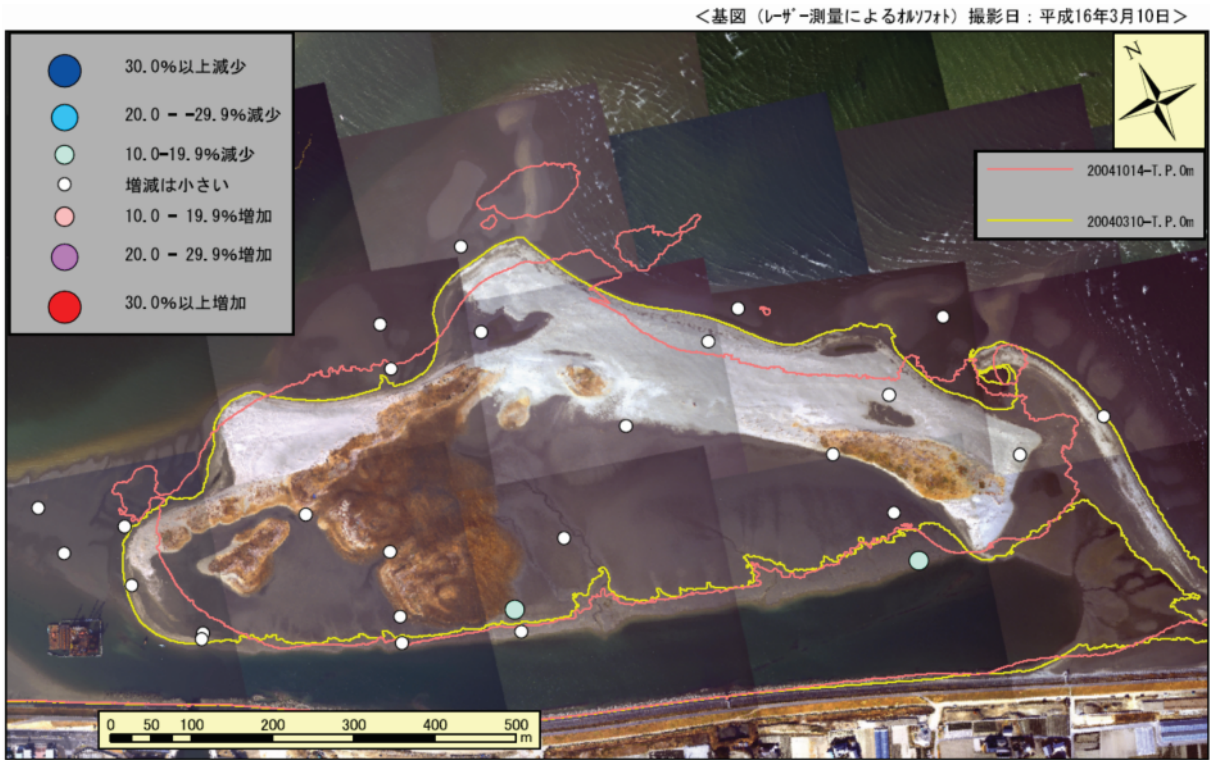 <基図（レーザー測量によるオルソフォト）撮影日：平成16年3月10日>
30.0%以上減少
20.0 - -29.9%減少
10.0-19.9%減少
増減は小さい
10.0 - 19.9%増加
20.0 - 29.9%増加
30.0%以上増加
N
20041014-T.P.0m
20040310-T.P.0m
0 50 100 200 300 400 500
m